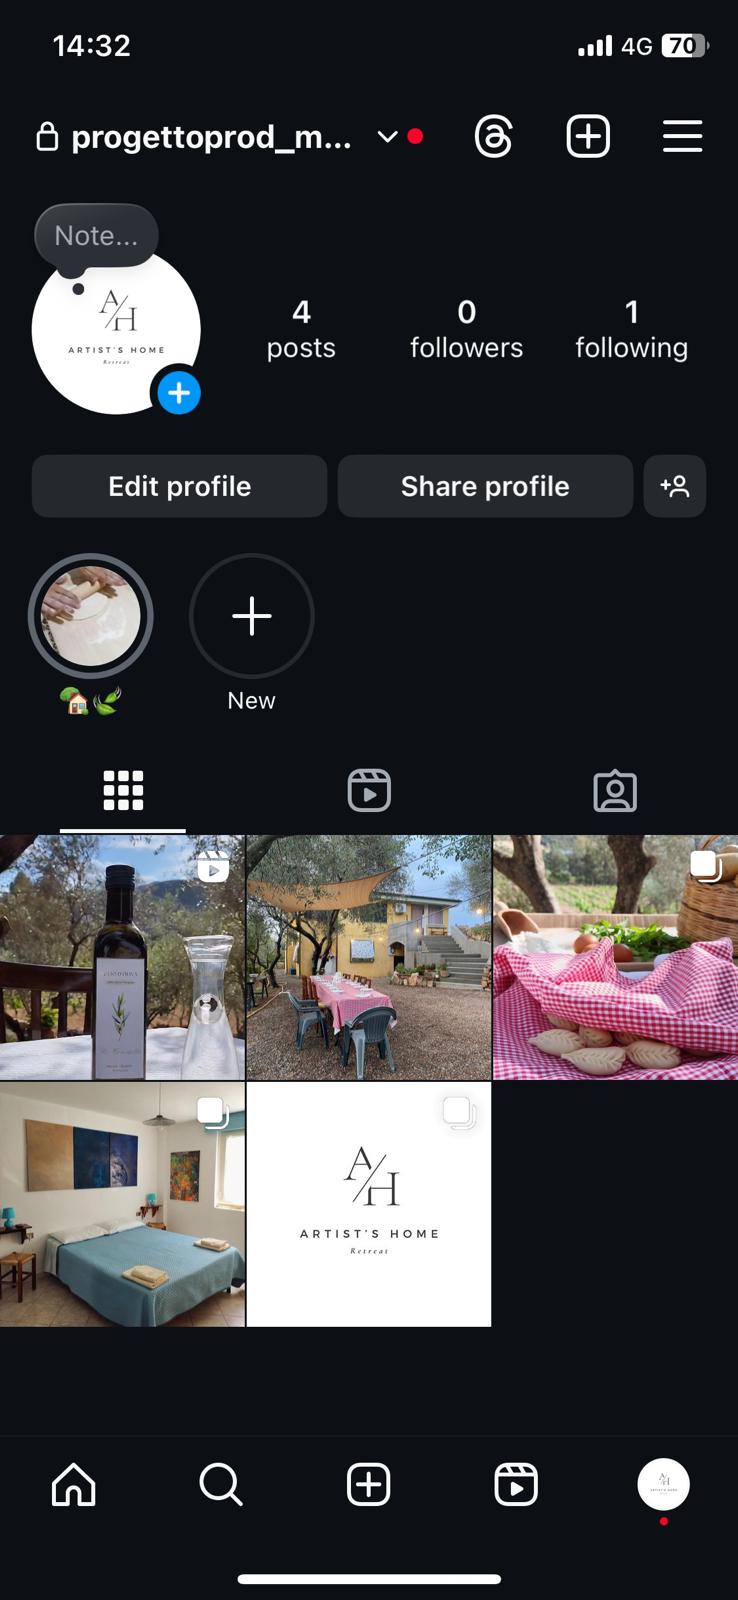 14:32
4G 70
progettoprod_m...
Note...
A/H
ARTIST'S HOME
Retreat
4
posts
0
followers
1
following
Edit profile
Share profile
New
A/H
ARTIST'S HOME
Retreat